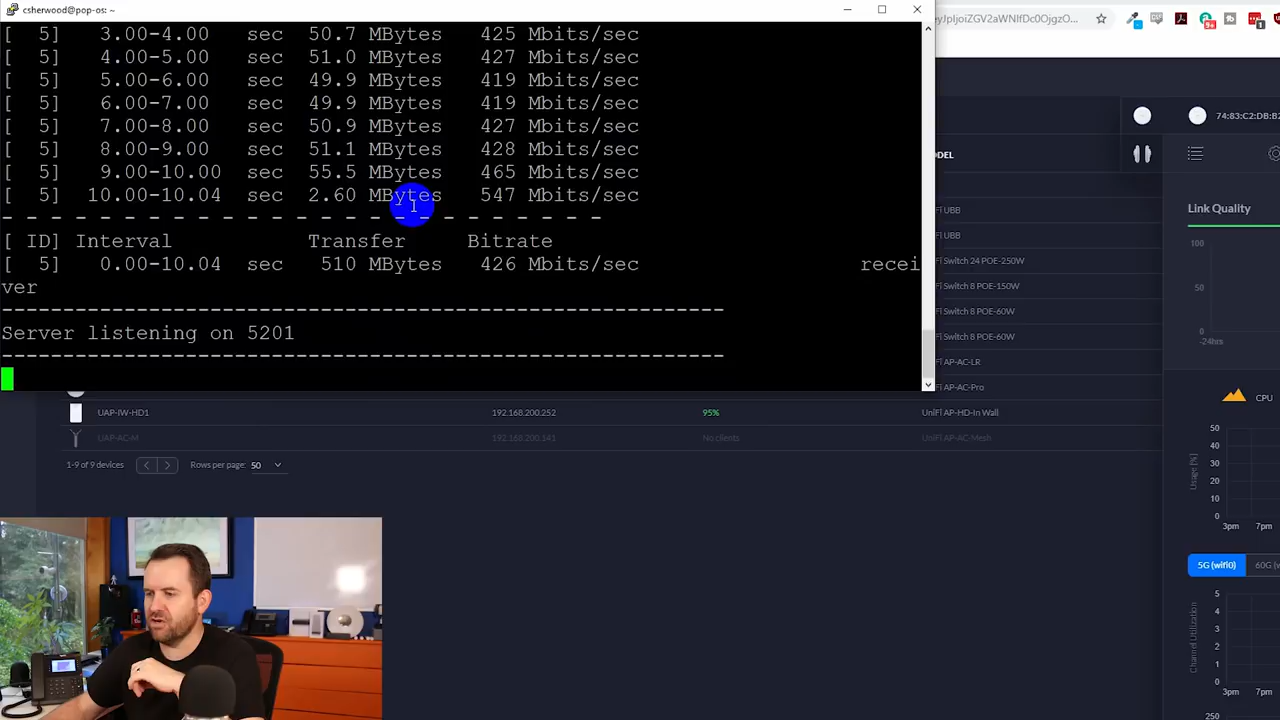 csherwood@pop-os: ~
[  5]   3.00-4.00   sec  50.7 MBytes   425 Mbits/sec
[  5]   4.00-5.00   sec  51.0 MBytes   427 Mbits/sec
[  5]   5.00-6.00   sec  49.9 MBytes   419 Mbits/sec
[  5]   6.00-7.00   sec  49.9 MBytes   419 Mbits/sec
[  5]   7.00-8.00   sec  50.9 MBytes   427 Mbits/sec
[  5]   8.00-9.00   sec  51.1 MBytes   428 Mbits/sec
[  5]   9.00-10.00  sec  55.5 MBytes   465 Mbits/sec
[  5]  10.00-10.04  sec  2.60 MBytes   547 Mbits/sec
- - - - - - - - - - - - - - - - - - - - - - - - -
[ ID] Interval           Transfer     Bitrate
[  5]   0.00-10.04  sec   510 MBytes   426 Mbits/sec                  recei
ver
-----------------------------------------------------------
Server listening on 5201
-----------------------------------------------------------
74:83:C2:DB:B2
DEL
Link Quality
UBB
UBB
Switch 24 POE-250W
Switch 8 POE-150W
Switch 8 POE-60W
Switch 8 POE-60W
AP-AC-LR
AP-AC-Pro
100
50
0
-24hrs
UAP-IW-HD1 192.168.200.252 95% UniFi AP-HD-In Wall
UAP-AC-M 192.168.200.141 No clients UniFi AP-AC-Mesh
1-9 of 9 devices Rows per page: 50
CPU
Usage [%]
50
40
30
20
10
0
3pm 7pm
5G (wifi0) 60G
Channel Utilization
5
4
3
2
1
0
3pm 7pm
250